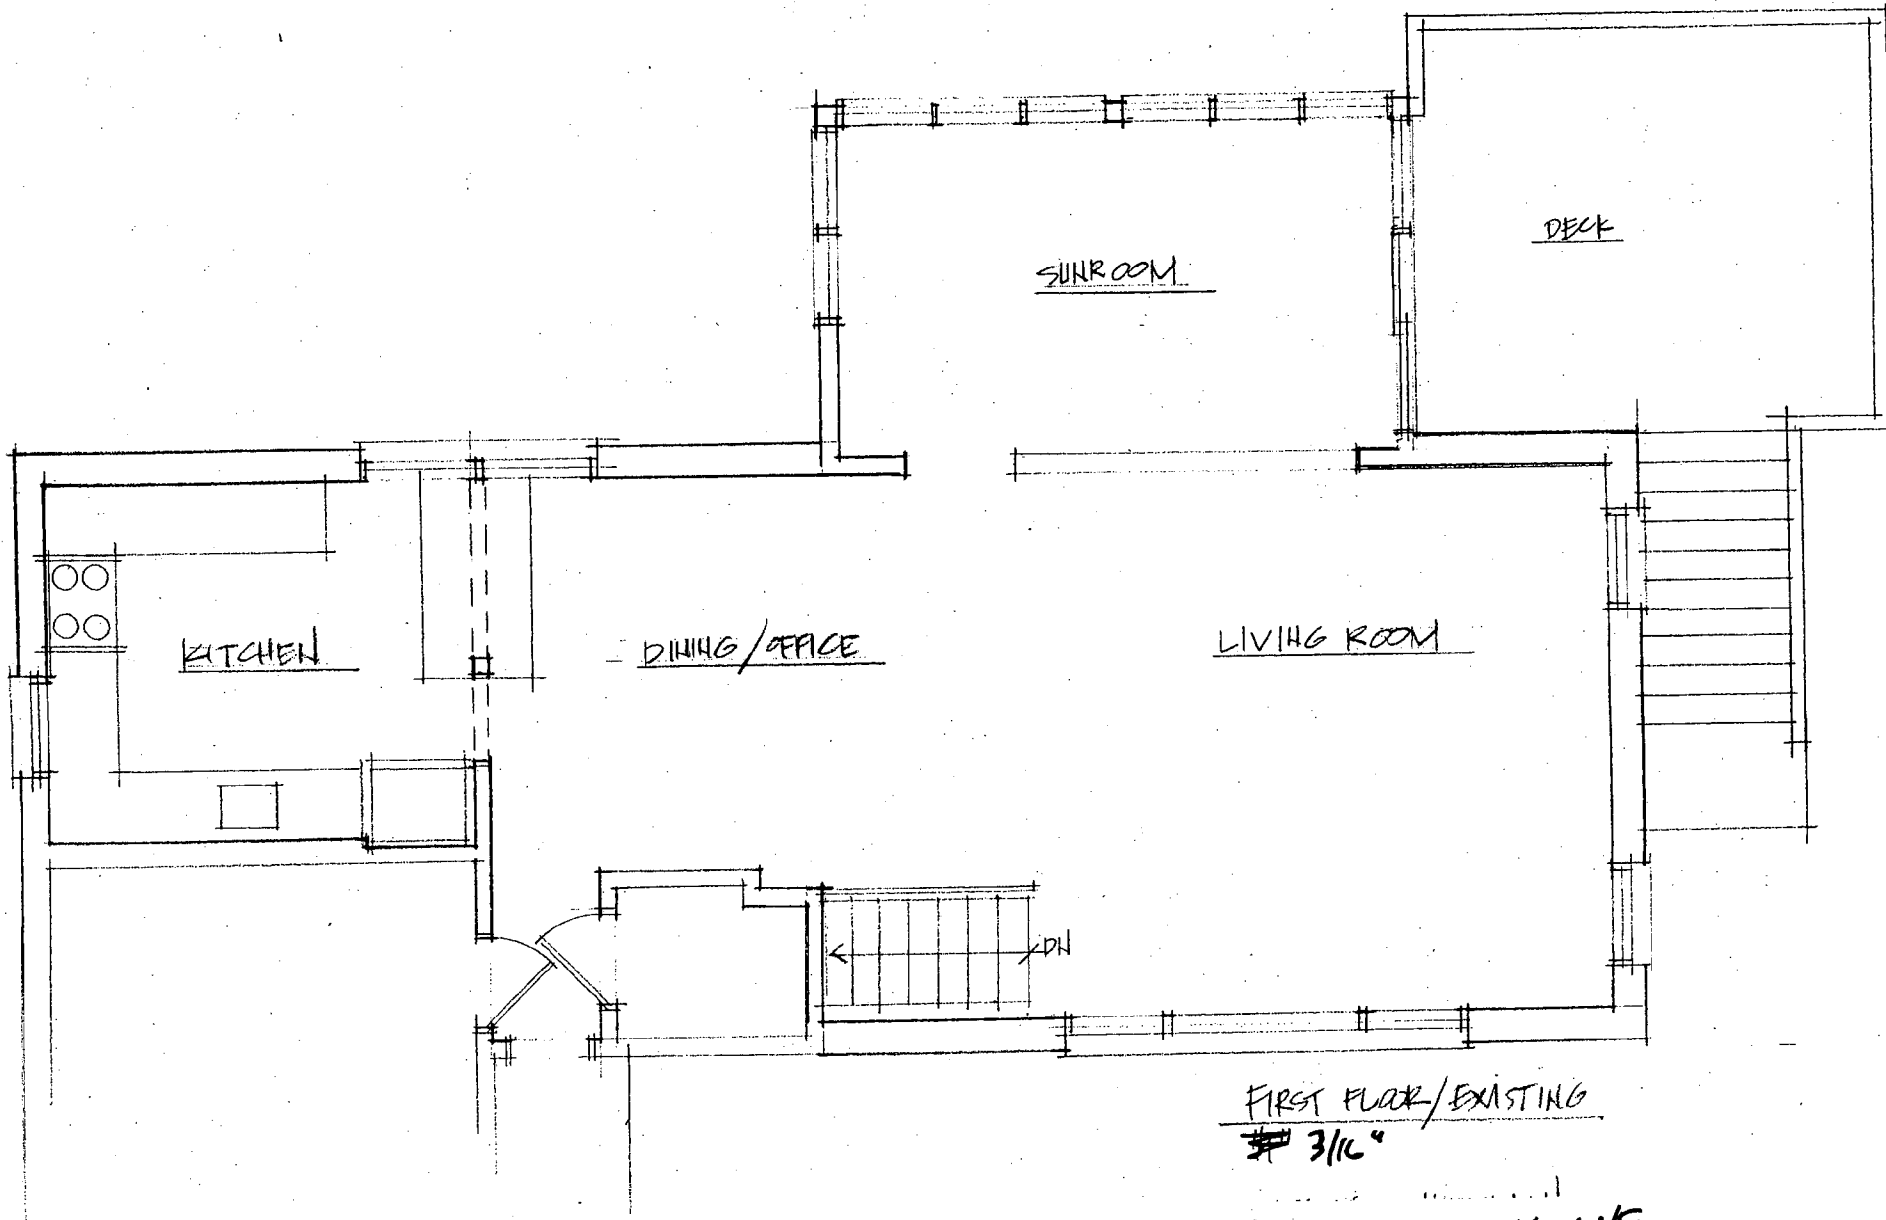 DECK
SUNROOM
KITCHEN
DINING/OFFICE
LIVING ROOM
DN
FIRST FLOOR/EXISTING
3/16"